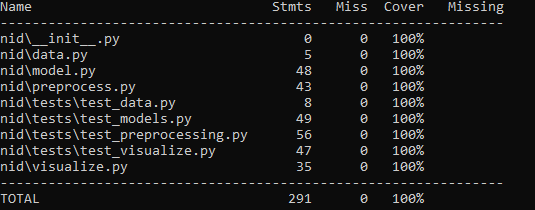 Name Stmts Miss Cover Missing
---------------------------------------------------------------
nid\__init__.py 0 0 100%
nid\data.py 5 0 100%
nid\model.py 48 0 100%
nid\preprocess.py 43 0 100%
nid\tests\test_data.py 8 0 100%
nid\tests\test_models.py 49 0 100%
nid\tests\test_preprocessing.py 56 0 100%
nid\tests\test_visualize.py 47 0 100%
nid\visualize.py 35 0 100%
---------------------------------------------------------------
TOTAL 291 0 100%